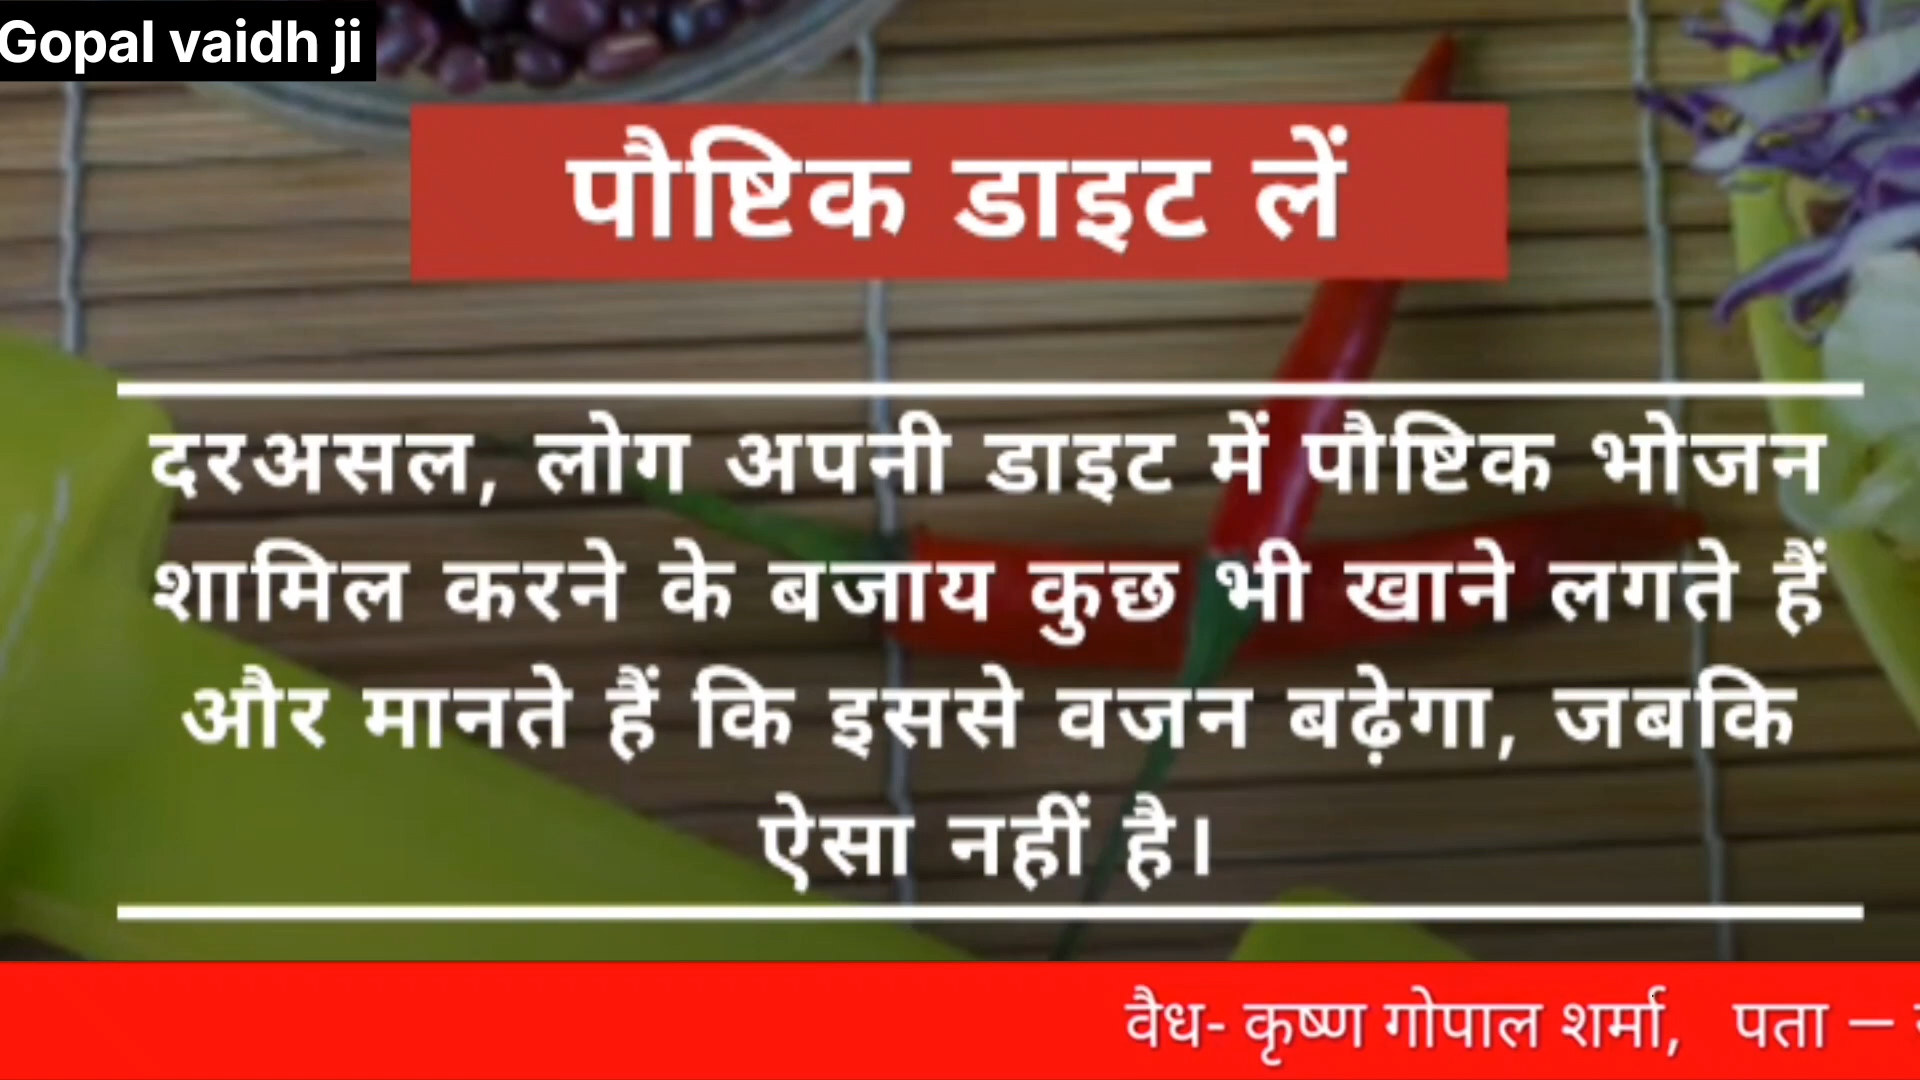 Gopal vaidh ji
पौष्टिक डाइट लें
दरअसल, लोग अपनी डाइट में पौष्टिक भोजन
शामिल करने के बजाय कुछ भी खाने लगते हैं
और मानते हैं कि इससे वजन बढ़ेगा, जबकि
ऐसा नहीं है।
वैध- कृष्ण गोपाल शर्मा, पता –